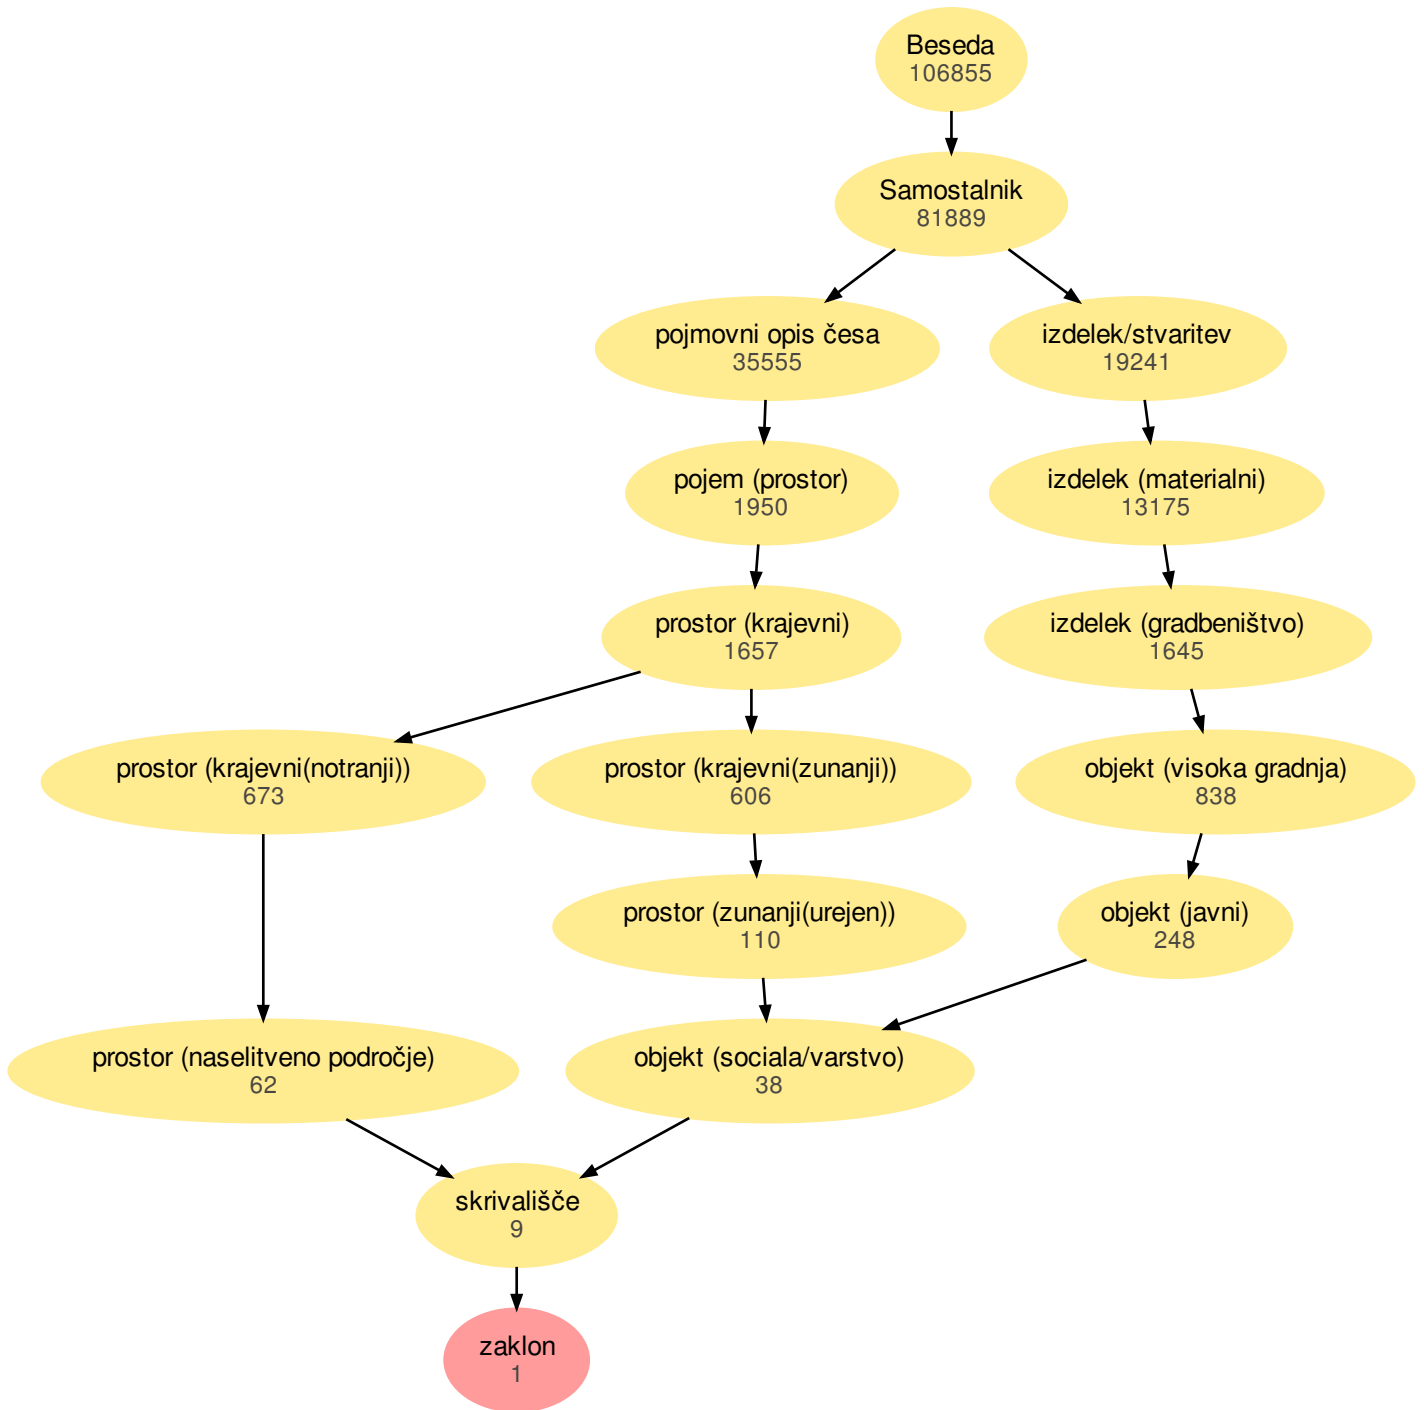 Beseda
106855
Samostalnik
81889
pojmovni opis česa
35555
izdelek/stvaritev
19241
pojem (prostor)
1950
izdelek (materialni)
13175
prostor (krajevni)
1657
izdelek (gradbeništvo)
1645
prostor (krajevni(notranji))
673
prostor (krajevni(zunanji))
606
objekt (visoka gradnja)
838
prostor (zunanji(urejen))
110
objekt (javni)
248
prostor (naselitveno področje)
62
objekt (sociala/varstvo)
38
skrivališče
9
zaklon
1